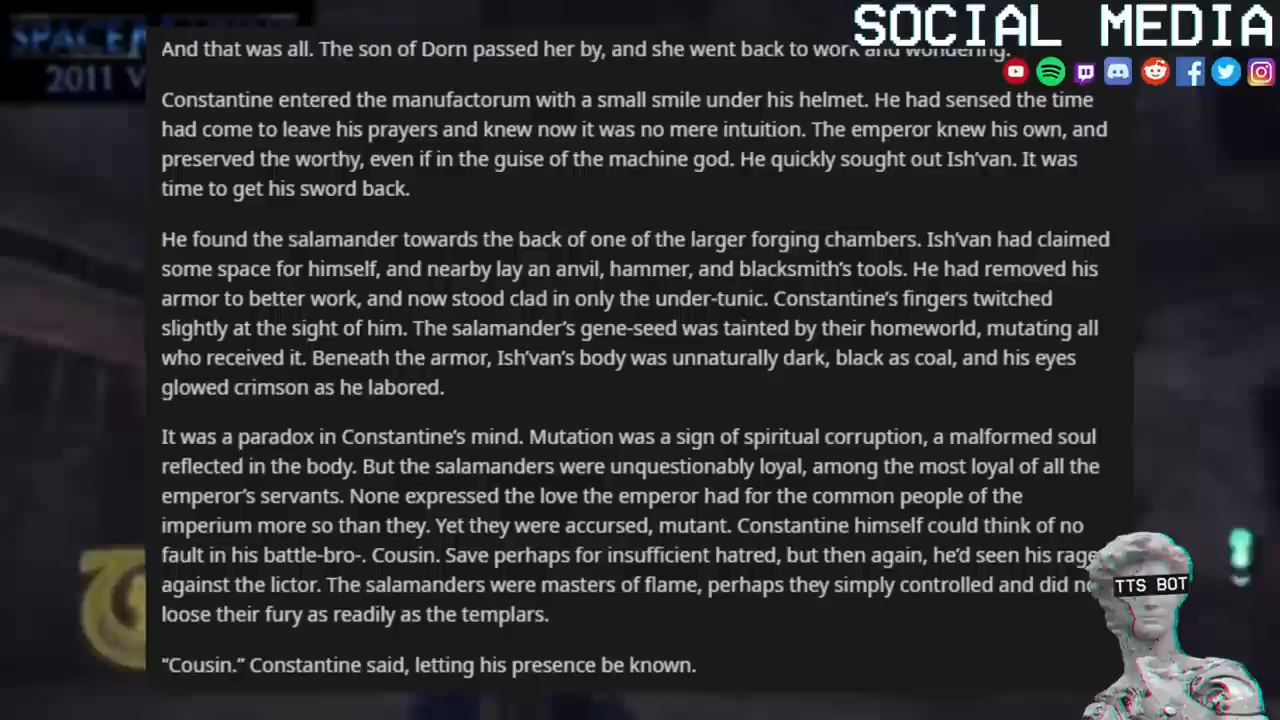 SOCIAL MEDIA
SPACE
2011 V
And that was all. The son of Dorn passed her by, and she went back to work and wondering.
Constantine entered the manufactorum with a small smile under his helmet. He had sensed the time
had come to leave his prayers and knew now it was no mere intuition. The emperor knew his own, and
preserved the worthy, even if in the guise of the machine god. He quickly sought out Ish'van. It was
time to get his sword back.
He found the salamander towards the back of one of the larger forging chambers. Ish'van had claimed
some space for himself, and nearby lay an anvil, hammer, and blacksmith's tools. He had removed his
armor to better work, and now stood clad in only the under-tunic. Constantine's fingers twitched
slightly at the sight of him. The salamander's gene-seed was tainted by their homeworld, mutating all
who received it. Beneath the armor, Ish'van's body was unnaturally dark, black as coal, and his eyes
glowed crimson as he labored.
It was a paradox in Constantine's mind. Mutation was a sign of spiritual corruption, a malformed soul
reflected in the body. But the salamanders were unquestionably loyal, among the most loyal of all the
emperor's servants. None expressed the love the emperor had for the common people of the
imperium more so than they. Yet they were accursed, mutant. Constantine himself could think of no
fault in his battle-bro-. Cousin. Save perhaps for insufficient hatred, but then again, he'd seen his rage
against the lictor. The salamanders were masters of flame, perhaps they simply controlled and did
loose their fury as readily as the templars.
"Cousin." Constantine said, letting his presence be known.
TTS BOT